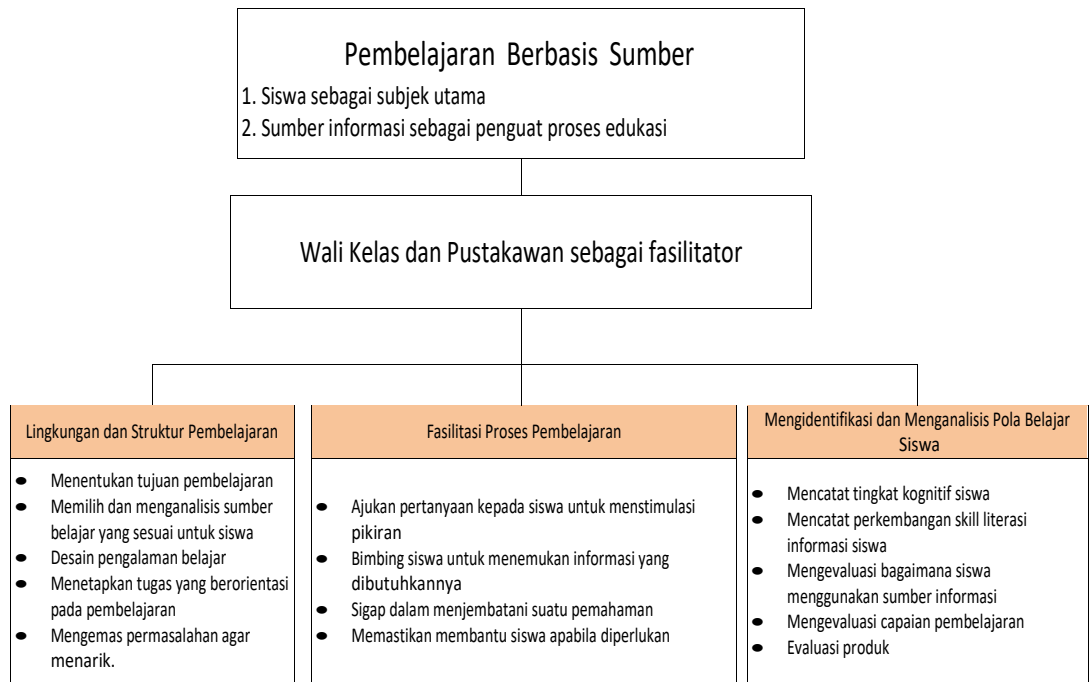 Pembelajaran Berbasis Sumber
1. Siswa sebagai subjek utama
2. Sumber informasi sebagai penguat proses edukasi
Wali Kelas dan Pustakawan sebagai fasilitator
Lingkungan dan Struktur Pembelajaran
● Menentukan tujuan pembelajaran
● Memilih dan menganalisis sumber
belajar yang sesuai untuk siswa
● Desain pengalaman belajar
● Menetapkan tugas yang berorientasi
pada pembelajaran
● Mengemas permasalahan agar
menarik.
Fasilitasi Proses Pembelajaran
● Ajukan pertanyaan kepada siswa untuk menstimulasi
pikiran
● Bimbing siswa untuk menemukan informasi yang
dibutuhkannya
● Sigap dalam menjembatani suatu pemahaman
● Memastikan membantu siswa apabila diperlukan
Mengidentifikasi dan Menganalisis Pola Belajar
Siswa
● Mencatat tingkat kognitif siswa
● Mencatat perkembangan skill literasi
informasi siswa
● Mengevaluasi bagaimana siswa
menggunakan sumber informasi
● Mengevaluasi capaian pembelajaran
● Evaluasi produk